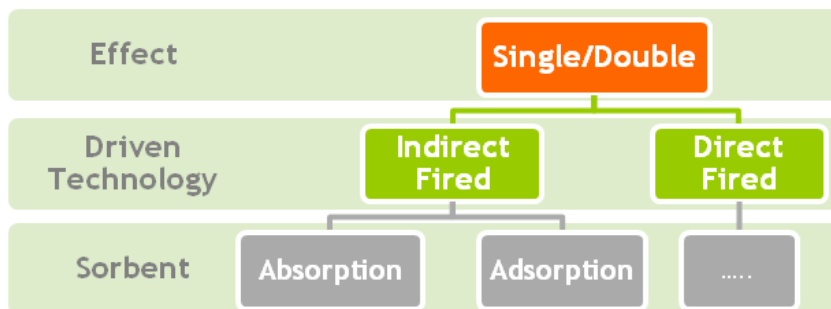 Effect
Single/Double
Driven
Technology
Indirect
Fired
Direct
Fired
Sorbent
Absorption
Adsorption
.....